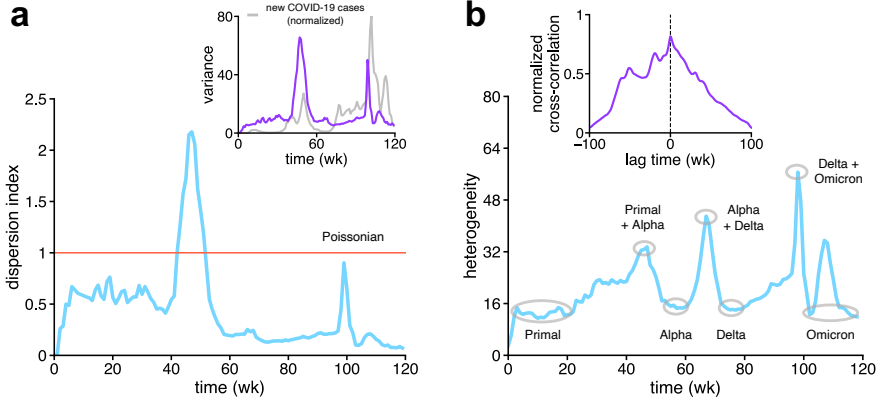 a
new COVID-19 cases
(normalized)
80
40
0
variance
0
60
120
time (wk)
2.5
2
1.5
1
0.5
0
dispersion index
Poissonian
0
20
40
60
80
100
120
time (wk)
b
1
0.5
0
normalized
cross-correlation
−100
0
100
lag time (wk)
80
64
48
32
16
0
heterogeneity
Primal
+ Alpha
Alpha
+ Delta
Delta +
Omicron
Primal
Alpha
Delta
Omicron
0
20
40
60
80
100
120
time (wk)